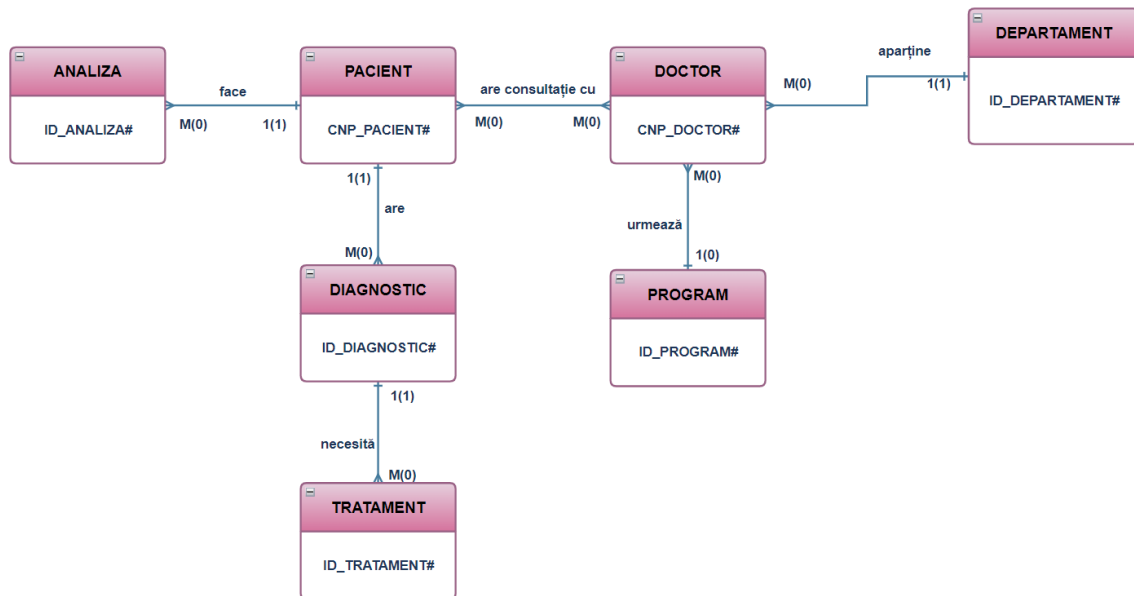 DEPARTAMENT
ID_DEPARTAMENT#
ANALIZA
ID_ANALIZA#
face
M(0)
1(1)
PACIENT
CNP_PACIENT#
are consultație cu
M(0)
M(0)
DOCTOR
CNP_DOCTOR#
aparține
M(0)
1(1)
1(1)
are
M(0)
M(0)
urmează
1(0)
DIAGNOSTIC
ID_DIAGNOSTIC#
PROGRAM
ID_PROGRAM#
1(1)
necesită
M(0)
TRATAMENT
ID_TRATAMENT#